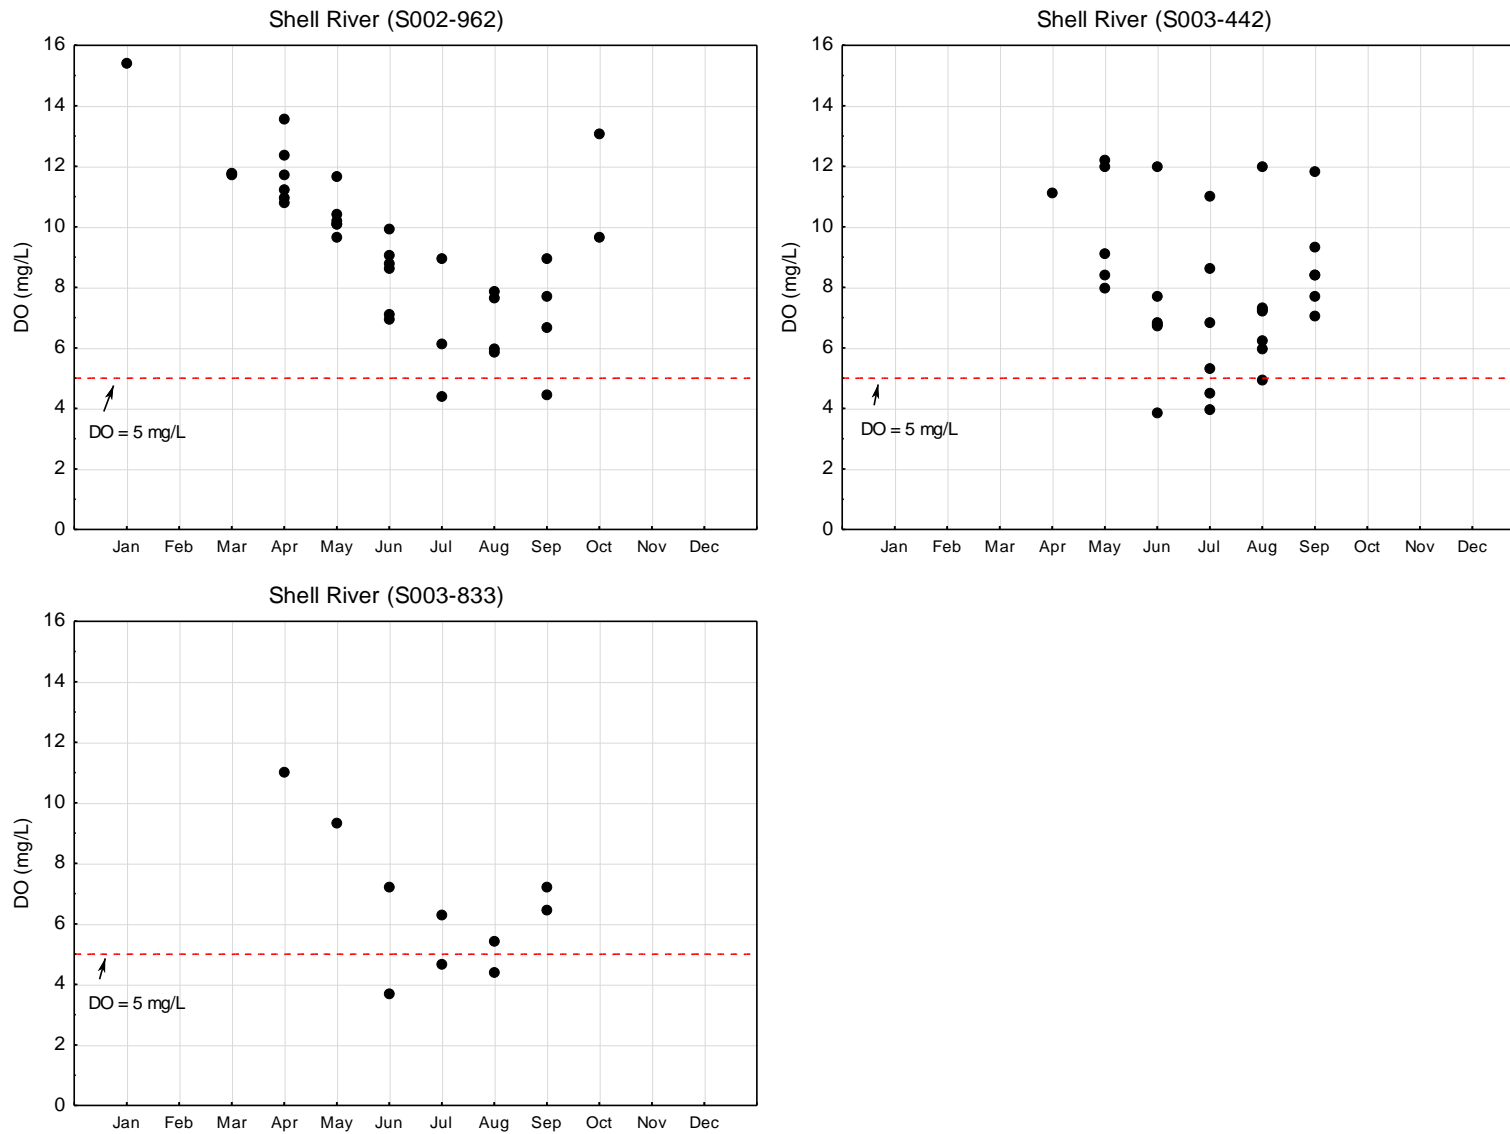 Shell River (S002-962)
16
14
12
10
8
6
4
2
0
DO (mg/L)
DO = 5 mg/L
Jan Feb Mar Apr May Jun Jul Aug Sep Oct Nov Dec
Shell River (S003-442)
16
14
12
10
8
6
4
2
0
DO (mg/L)
DO = 5 mg/L
Jan Feb Mar Apr May Jun Jul Aug Sep Oct Nov Dec
Shell River (S003-833)
16
14
12
10
8
6
4
2
0
DO (mg/L)
DO = 5 mg/L
Jan Feb Mar Apr May Jun Jul Aug Sep Oct Nov Dec